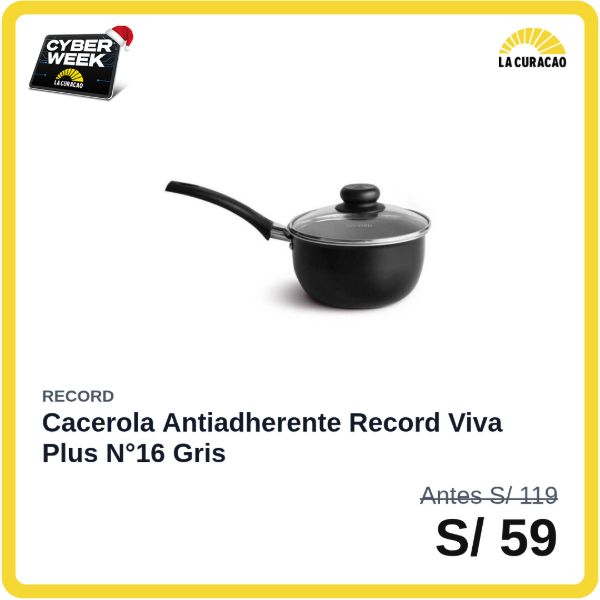 CYBER
WEEK
LA CURACAO
LA CURACAO
RECORD
Cacerola Antiadherente Record Viva
Plus N°16 Gris
Antes S/ 119
S/ 59